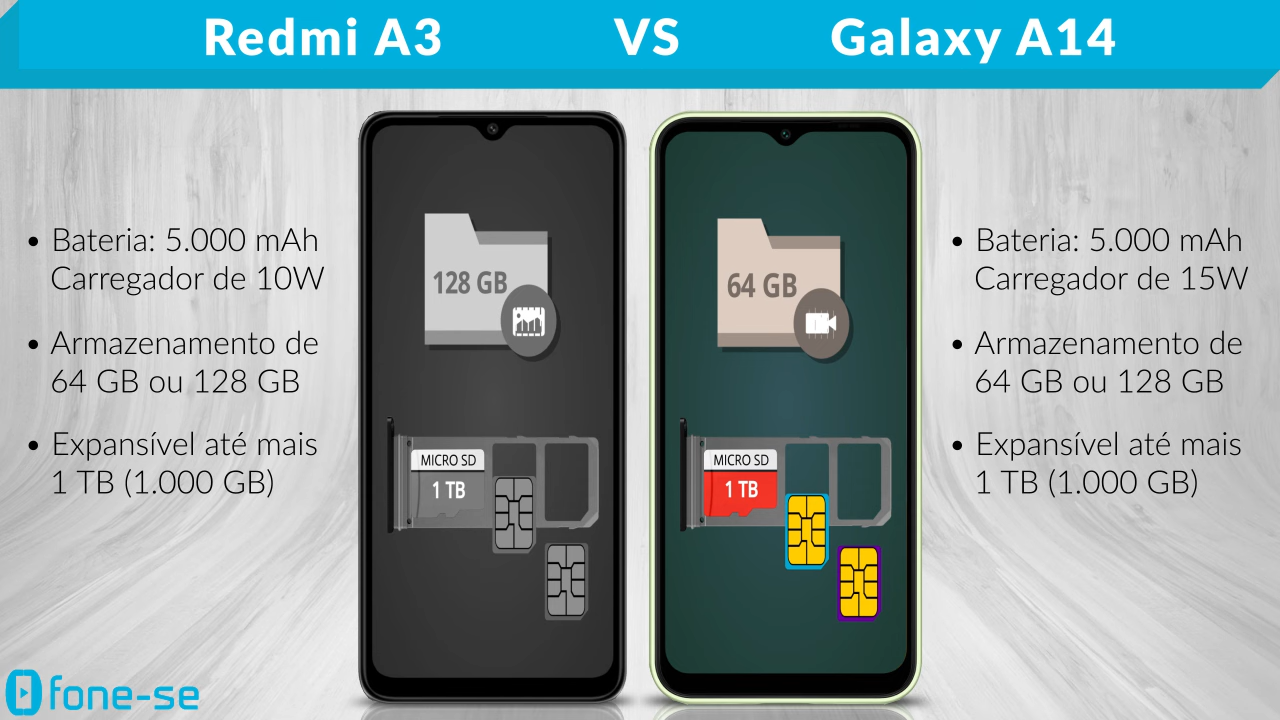 Redmi A3 VS Galaxy A14
• Bateria: 5.000 mAh
Carregador de 10W
• Armazenamento de
64 GB ou 128 GB
• Expansível até mais
1 TB (1.000 GB)
128 GB
MICRO SD
1 TB
64 GB
MICRO SD
1 TB
• Bateria: 5.000 mAh
Carregador de 15W
• Armazenamento de
64 GB ou 128 GB
• Expansível até mais
1 TB (1.000 GB)
fone-se